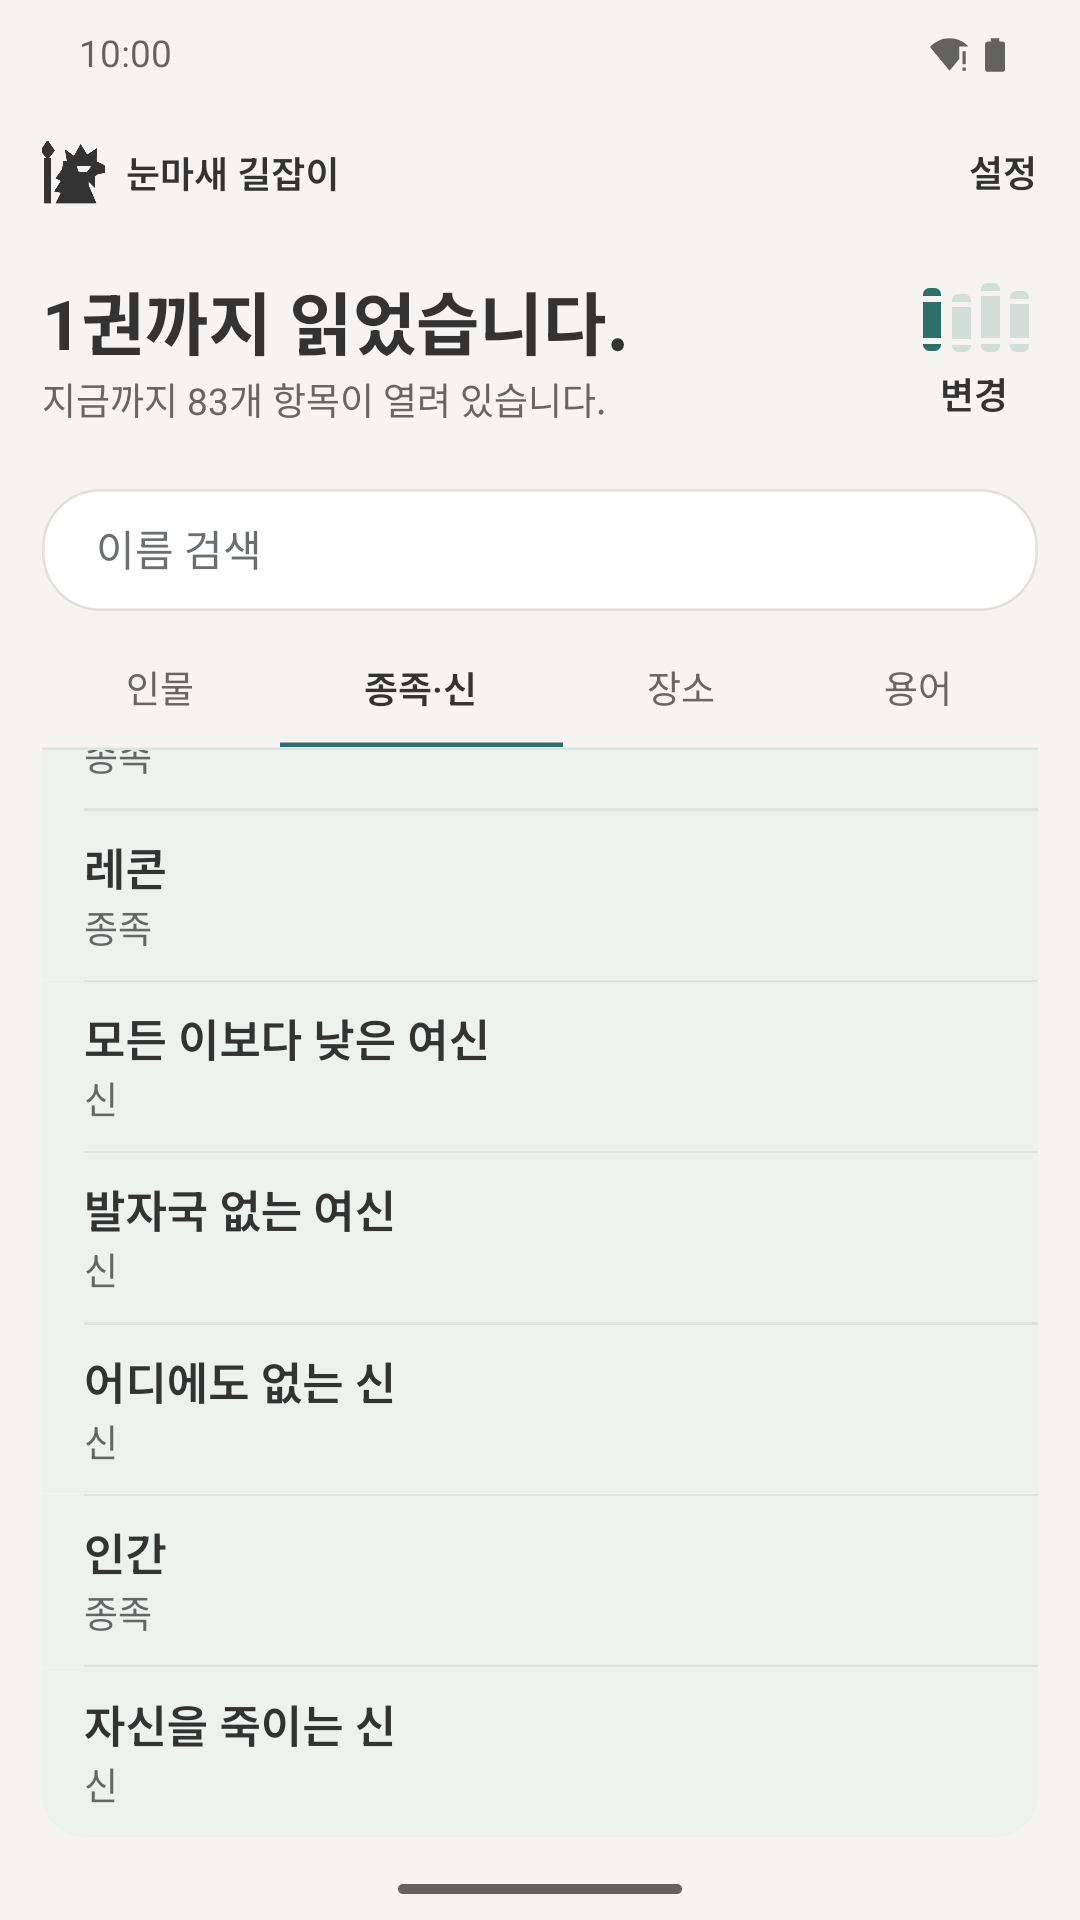 10:00
눈마새 길잡이
설정
1권까지 읽었습니다.
지금까지 83개 항목이 열려 있습니다.
변경
이름 검색
인물
종족·신
장소
용어
종족
레콘
종족
모든 이보다 낮은 여신
신
발자국 없는 여신
신
어디에도 없는 신
신
인간
종족
자신을 죽이는 신
신